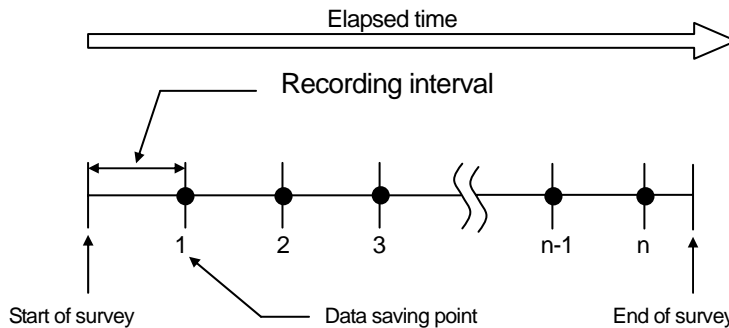 Elapsed time
Recording interval
1 2 3 n-1 n
Start of survey Data saving point End of survey